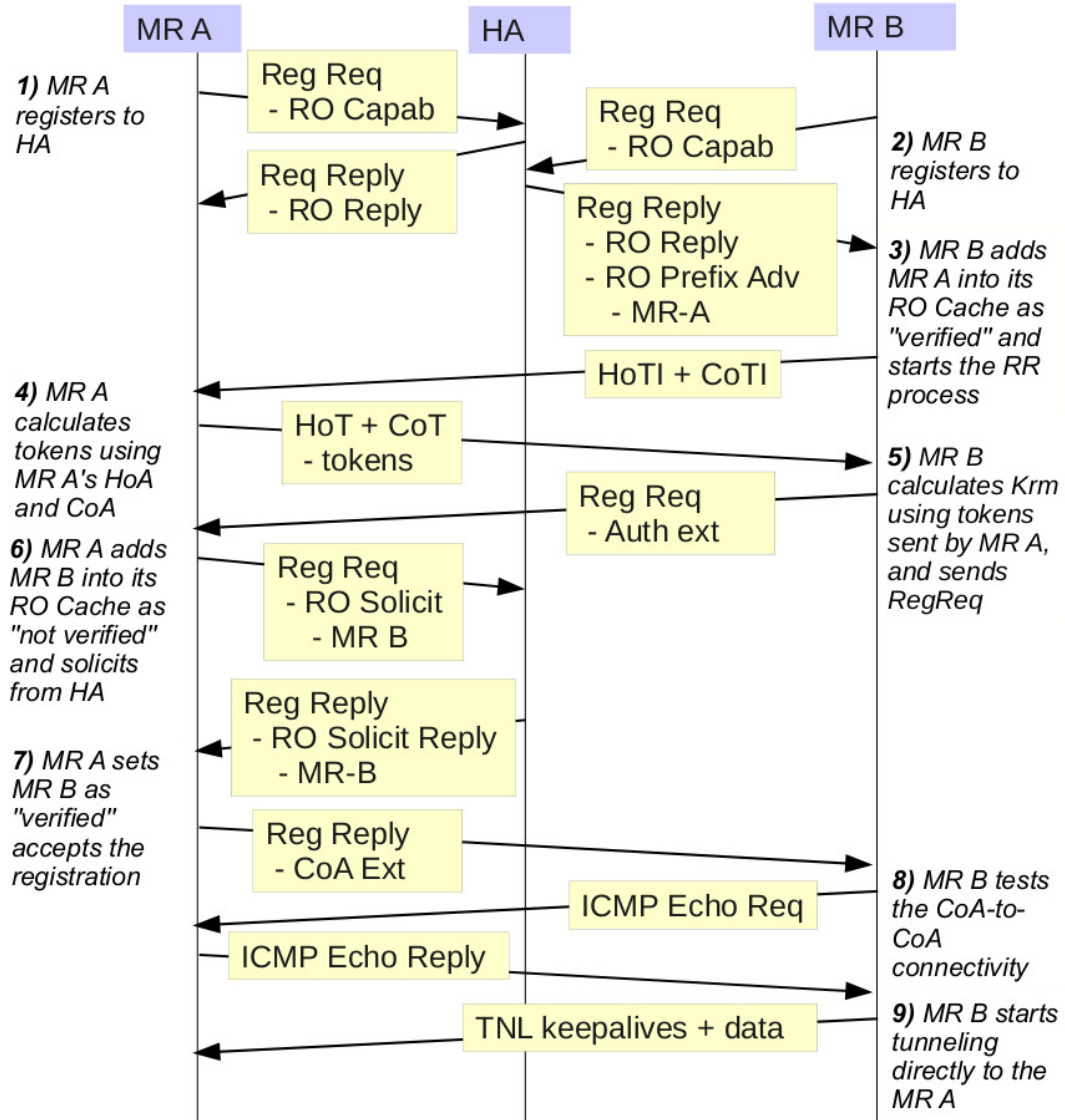 MR A
HA
MR B
1) MR A
registers to
HA
Reg Req
- RO Capab
Reg Req
- RO Capab
2) MR B
registers to
HA
Req Reply
- RO Reply
Reg Reply
- RO Reply
- RO Prefix Adv
- MR-A
3) MR B adds
MR A into its
RO Cache as
"verified" and
starts the RR
process
HoTI + CoTI
4) MR A
calculates
tokens using
MR A's HoA
and CoA
HoT + CoT
- tokens
5) MR B
calculates Krm
using tokens
sent by MR A,
and sends
RegReq
Reg Req
- Auth ext
6) MR A adds
MR B into its
RO Cache as
"not verified"
and solicits
from HA
Reg Req
- RO Solicit
- MR B
Reg Reply
- RO Solicit Reply
- MR-B
7) MR A sets
MR B as
"verified"
accepts the
registration
Reg Reply
- CoA Ext
8) MR B tests
the CoA-to-
CoA
connectivity
ICMP Echo Req
ICMP Echo Reply
9) MR B starts
tunneling
directly to the
MR A
TNL keepalives + data